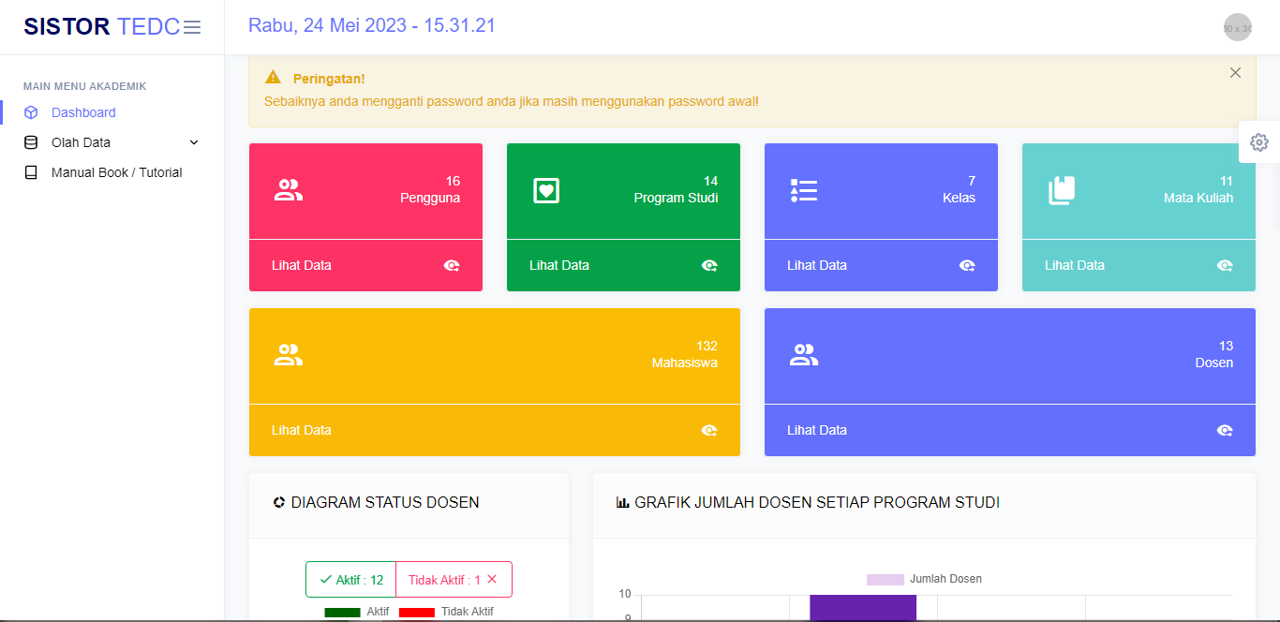 SISTOR TEDC
Rabu, 24 Mei 2023 - 15.31.21
MAIN MENU AKADEMIK
Dashboard
Olah Data
Manual Book / Tutorial
Peringatan!
Sebaiknya anda mengganti password anda jika masih menggunakan password awal!
16
Pengguna
Lihat Data
14
Program Studi
Lihat Data
7
Kelas
Lihat Data
11
Mata Kuliah
Lihat Data
132
Mahasiswa
Lihat Data
13
Dosen
Lihat Data
DIAGRAM STATUS DOSEN
Aktif : 12
Tidak Aktif : 1
Aktif
Tidak Aktif
GRAFIK JUMLAH DOSEN SETIAP PROGRAM STUDI
Jumlah Dosen
10
9